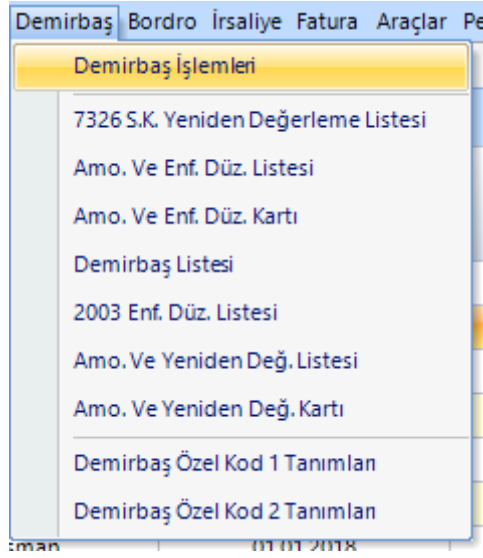 Demirbaş Bordro İrsaliye Fatura Araçlar Pe
Demirbaş İşlemleri
7326 S.K. Yeniden Değerleme Listesi
Amo. Ve Enf. Düz. Listesi
Amo. Ve Enf. Düz. Kartı
Demirbaş Listesi
2003 Enf. Düz. Listesi
Amo. Ve Yeniden Değ. Listesi
Amo. Ve Yeniden Değ. Kartı
Demirbaş Özel Kod 1 Tanımları
Demirbaş Özel Kod 2 Tanımları
01.01.2018